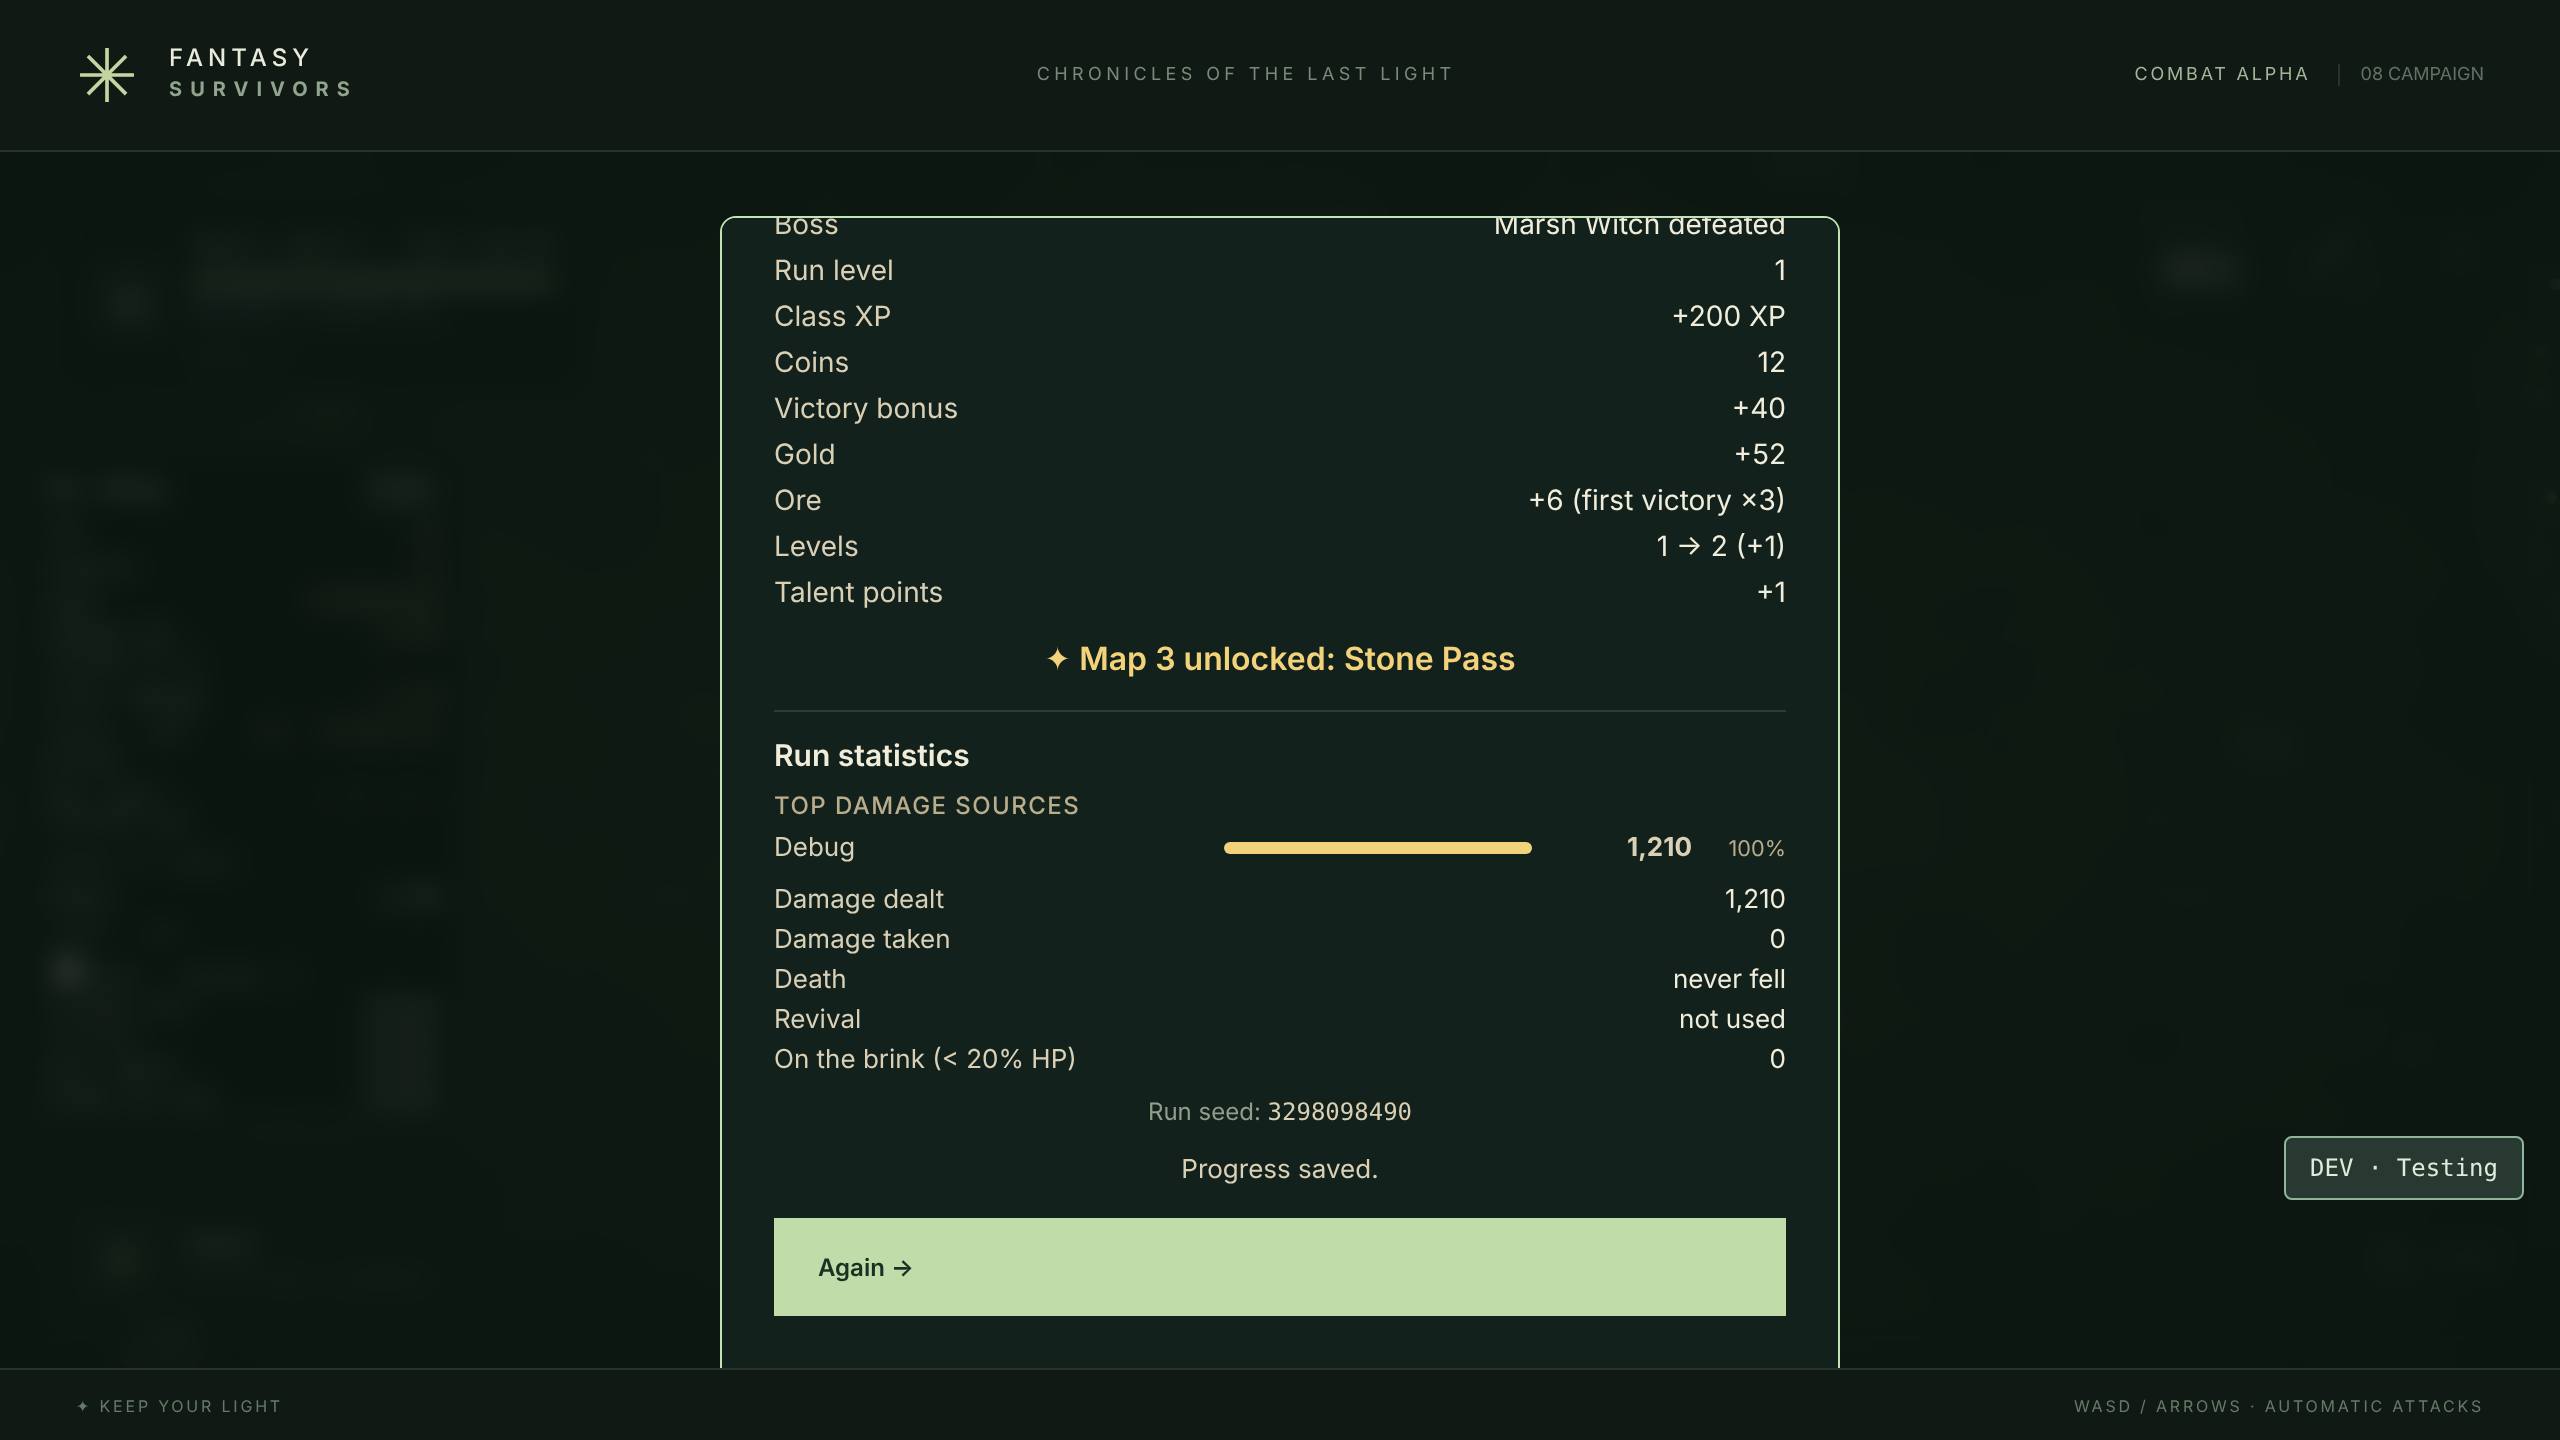 FANTASY
SURVIVORS
CHRONICLES OF THE LAST LIGHT
COMBAT ALPHA
08 CAMPAIGN
Boss Marsh Witch defeated
Run level 1
Class XP +200 XP
Coins 12
Victory bonus +40
Gold +52
Ore +6 (first victory ×3)
Levels 1 → 2 (+1)
Talent points +1
✦ Map 3 unlocked: Stone Pass
Run statistics
TOP DAMAGE SOURCES
Debug 1,210 100%
Damage dealt 1,210
Damage taken 0
Death never fell
Revival not used
On the brink (< 20% HP) 0
Run seed: 3298098490
Progress saved.
DEV · Testing
Again →
✦ KEEP YOUR LIGHT
WASD / ARROWS · AUTOMATIC ATTACKS